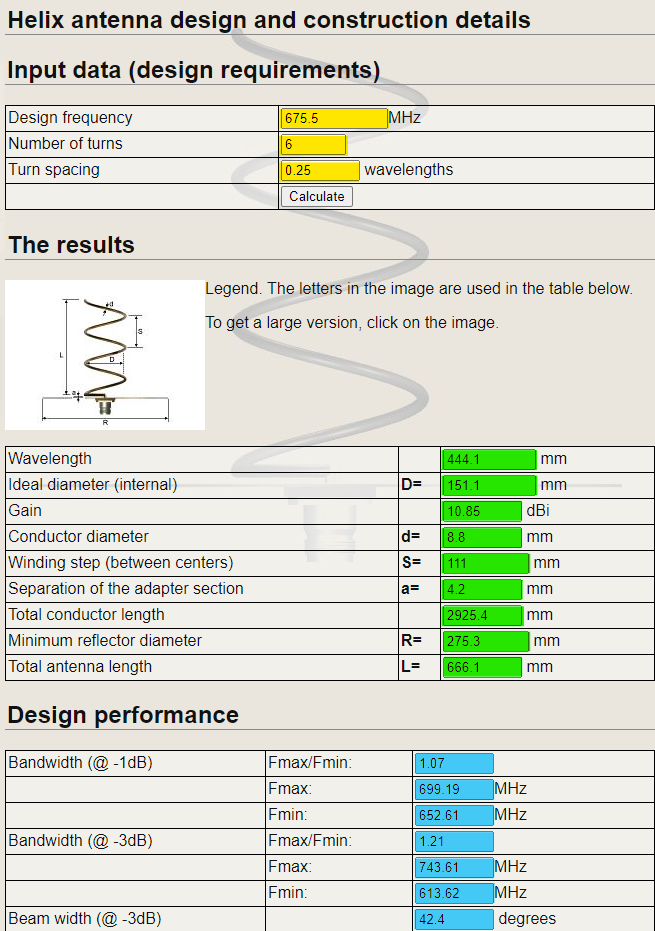 Helix antenna design and construction details
Input data (design requirements)
Design frequency 675.5 MHz
Number of turns 6
Turn spacing 0.25 wavelengths
Calculate
The results
Legend. The letters in the image are used in the table below.
To get a large version, click on the image.
d
S
L
D
a
R
Wavelength 444.1 mm
Ideal diameter (internal) D= 151.1 mm
Gain 10.85 dBi
Conductor diameter d= 8.8 mm
Winding step (between centers) S= 111 mm
Separation of the adapter section a= 4.2 mm
Total conductor length 2925.4 mm
Minimum reflector diameter R= 275.3 mm
Total antenna length L= 666.1 mm
Design performance
Bandwidth (@ -1dB) Fmax/Fmin: 1.07
Fmax: 699.19 MHz
Fmin: 652.61 MHz
Bandwidth (@ -3dB) Fmax/Fmin: 1.21
Fmax: 743.61 MHz
Fmin: 613.62 MHz
Beam width (@ -3dB) 42.4 degrees